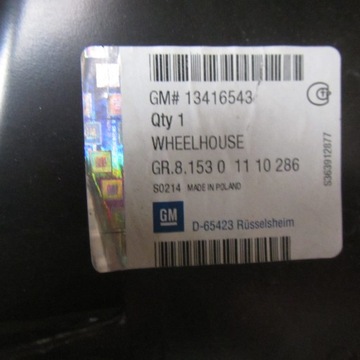 GM# 13416543
Qty 1
WHEELHOUSE
GR.8.153 0 11 10 286
S0214 MADE IN POLAND
GM
D-65423 Rüsselsheim
S363912877